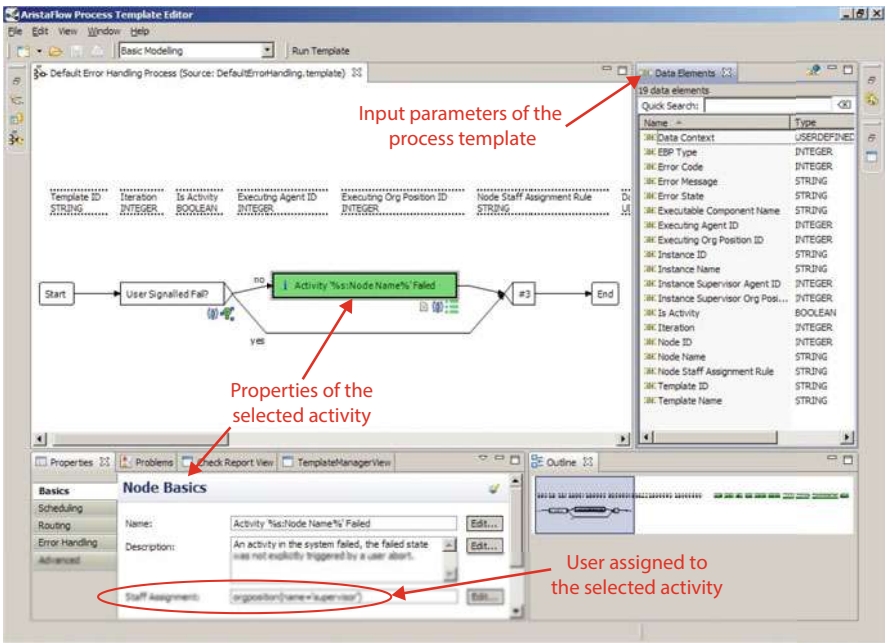 AristaFlow Process Template Editor
File Edit View Window Help
Basic Modeling
Run Template
Default Error Handling Process (Source: DefaultErrorHandling.template)
Input parameters of the
process template
Template ID
STRING
Iteration
INTEGER
Is Activity
BOOLEAN
Executing Agent ID
INTEGER
Executing Org Position ID
INTEGER
Node Staff Assignment Rule
STRING
Start
User Signalled Fail?
no
yes
Activity '%s:Node Name%' Failed
#3
End
Properties of the
selected activity
Data Elements
19 data elements
Quick Search:
Name Type
Data Context USERDEFINED
EBP Type INTEGER
Error Code INTEGER
Error Message STRING
Error State STRING
Executable Component Name STRING
Executing Agent ID INTEGER
Executing Org Position ID INTEGER
Instance ID STRING
Instance Name STRING
Instance Supervisor Agent ID INTEGER
Instance Supervisor Org Posi... INTEGER
Is Activity BOOLEAN
Iteration INTEGER
Node ID INTEGER
Node Name STRING
Node Staff Assignment Rule STRING
Template ID STRING
Template Name STRING
Properties Problems Check Report View TemplateManagerView
Basics
Scheduling
Routing
Error Handling
Advanced
Node Basics
Name: Activity '%s:Node Name%' Failed Edit...
Description: An activity in the system failed, the failed state Edit...
was not explicitly triggered by a user abort.
Staff Assignment: orgposition(name='supervisor') Edit...
Outline
User assigned to
the selected activity